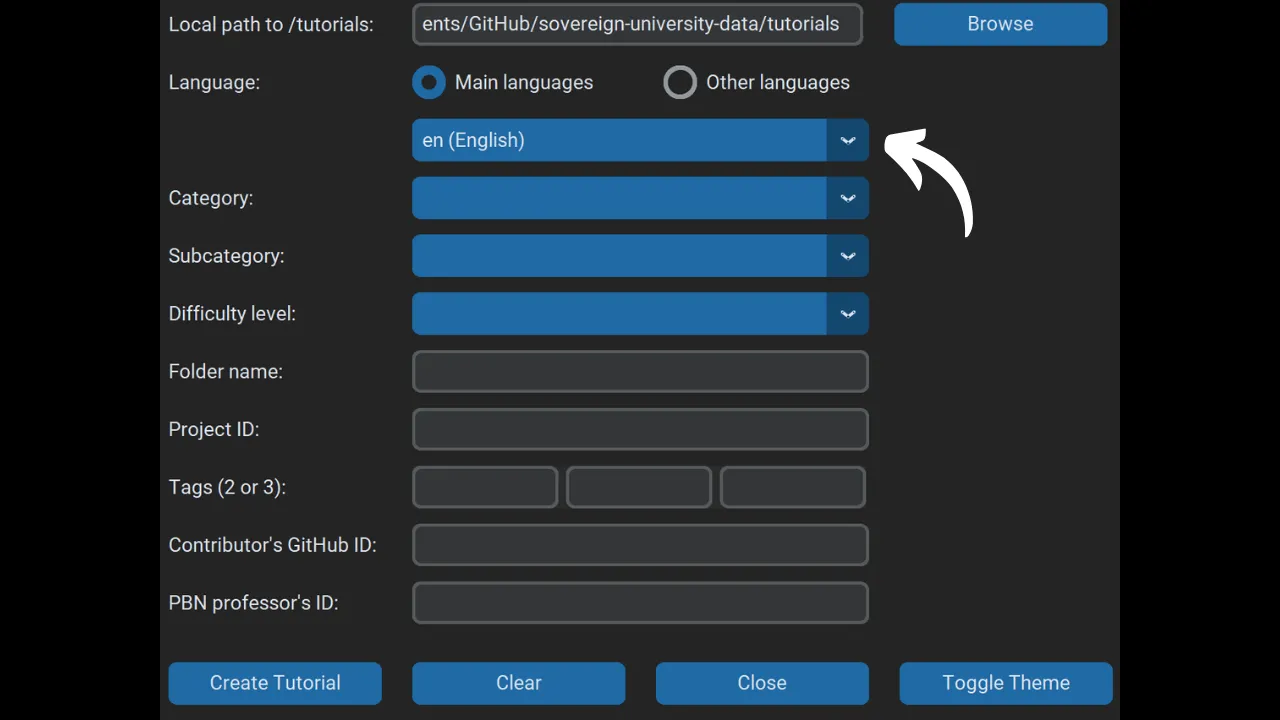 Local path to /tutorials: ents/GitHub/sovereign-university-data/tutorials Browse
Language: Main languages Other languages
en (English)
Category:
Subcategory:
Difficulty level:
Folder name:
Project ID:
Tags (2 or 3):
Contributor's GitHub ID:
PBN professor's ID:
Create Tutorial Clear Close Toggle Theme